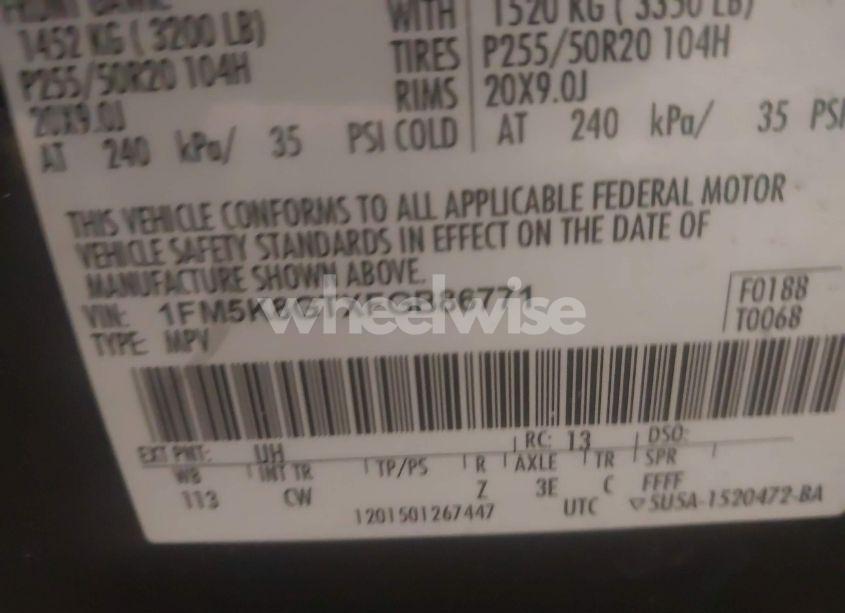 FRONT GAWR:
1452 KG ( 3200 LB) WITH 1520 KG ( 3350 LB)
P255/50R20 104H TIRES P255/50R20 104H
20X9.0J RIMS 20X9.0J
AT 240 kPa/ 35 PSI COLD AT 240 kPa/ 35 PSI
THIS VEHICLE CONFORMS TO ALL APPLICABLE FEDERAL MOTOR
VEHICLE SAFETY STANDARDS IN EFFECT ON THE DATE OF
MANUFACTURE SHOWN ABOVE.
VIN: 1FM5K8GTXFGB86771 F0188
TYPE: MPV T0068
wheelwise
EXT PNT: UH RC: 13 DSO:
WB INT TR TP/PS R AXLE TR SPR
113 CW Z 3E C FFFF
1201501267447 UTC ▽SUSA-1520472-BA